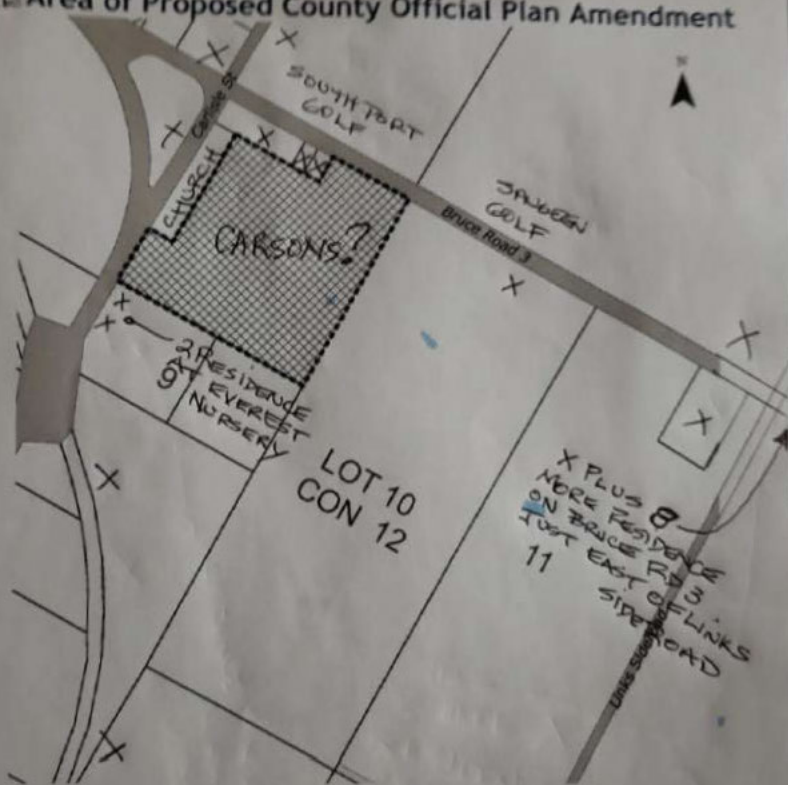 Area of Proposed County Official Plan Amendment
N
X
X
SOUTHPORT
GOLF
Carlisle St
X
X
CHURCH
CARSONS?
SAUGEEN
GOLF
Bruce Road 3
X
X
X
X
2 RESIDENCE
AT EVEREST
NURSERY
9
X
X
LOT 10
CON 12
X PLUS 8
MORE RESIDENCE
ON BRUCE RD 3
JUST EAST OF LINKS
SIDEROAD
11
X
Links
X